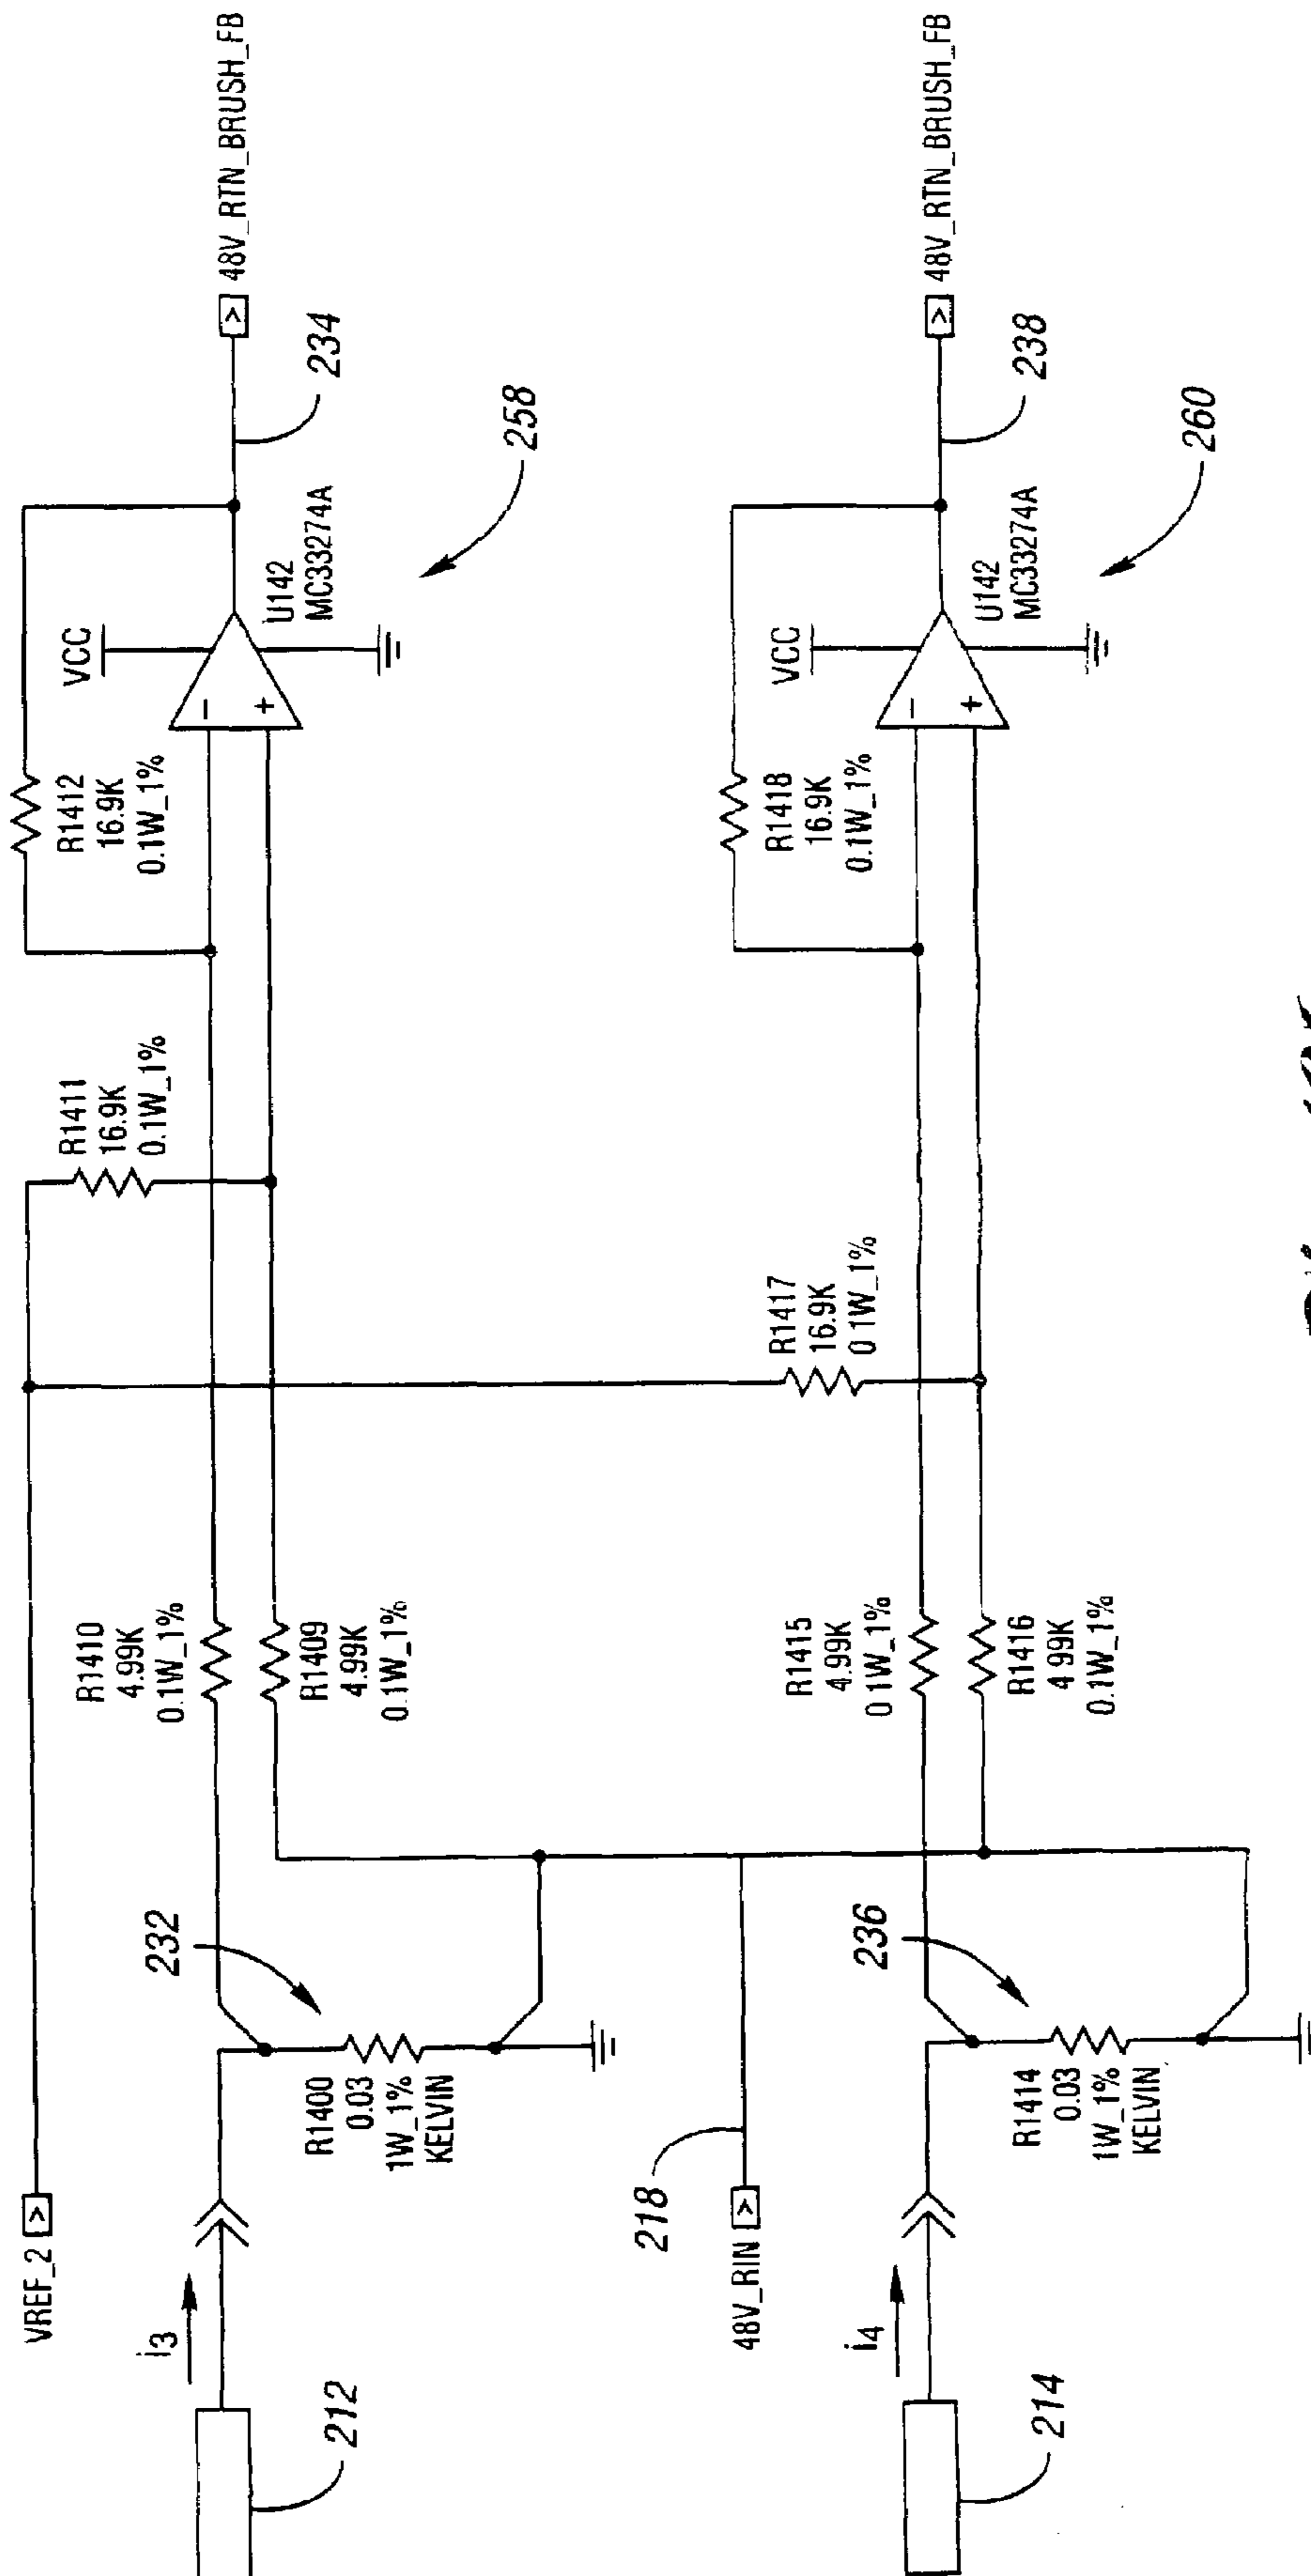 VREF_2
R1411
16.9K
0.1W_1%
R1412
16.9K
0.1W_1%
VCC
R1410
4.99K
0.1W_1%
i3
212
232
R1400
0.03
1W_1%
KELVIN
R1409
4.99K
0.1W_1%
−
+
U142
MC33274A
234
48V_RTN_BRUSH_FB
258
218
48V_RIN
R1417
16.9K
0.1W_1%
R1418
16.9K
0.1W_1%
VCC
R1415
4.99K
0.1W_1%
i4
214
236
R1414
0.03
1W_1%
KELVIN
R1416
4.99K
0.1W_1%
−
+
U142
MC33274A
238
48V_RTN_BRUSH_FB
260